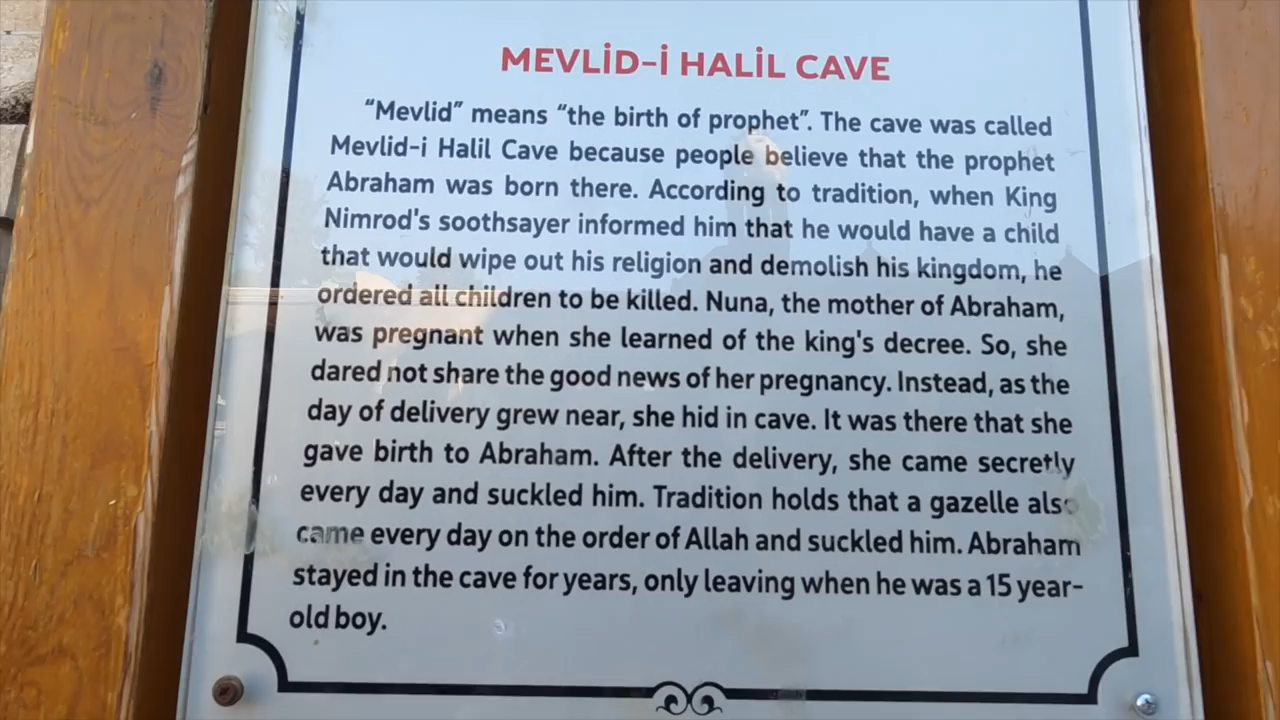 MEVLİD-İ HALİL CAVE
“Mevlid” means “the birth of prophet”. The cave was called
Mevlid-i Halil Cave because people believe that the prophet
Abraham was born there. According to tradition, when King
Nimrod's soothsayer informed him that he would have a child
that would wipe out his religion and demolish his kingdom, he
ordered all children to be killed. Nuna, the mother of Abraham,
was pregnant when she learned of the king's decree. So, she
dared not share the good news of her pregnancy. Instead, as the
day of delivery grew near, she hid in cave. It was there that she
gave birth to Abraham. After the delivery, she came secretly
every day and suckled him. Tradition holds that a gazelle also
came every day on the order of Allah and suckled him. Abraham
stayed in the cave for years, only leaving when he was a 15 year-
old boy.